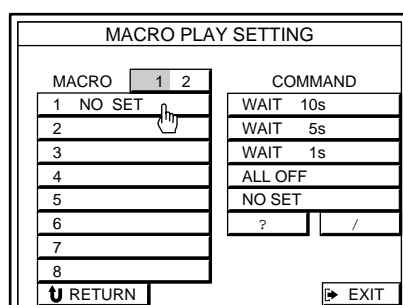 MACRO PLAY SETTING
MACRO 1 2
1 NO SET
2
3
4
5
6
7
8
RETURN
COMMAND
WAIT 10s
WAIT 5s
WAIT 1s
ALL OFF
NO SET
? /
EXIT